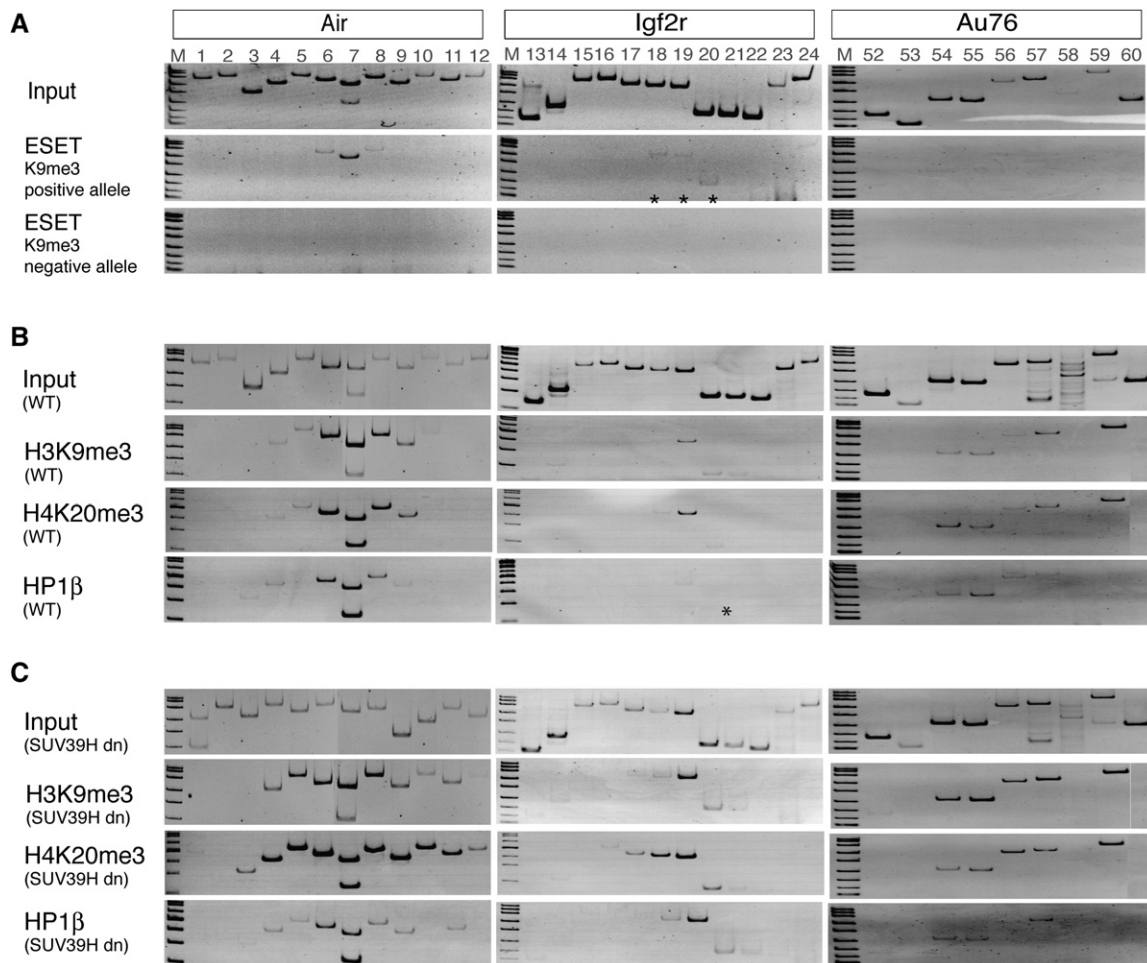 A
Air
Igf2r
Au76
M 1 2 3 4 5 6 7 8 9 10 11 12
M 13 14 15 16 17 18 19 20 21 22 23 24
M 52 53 54 55 56 57 58 59 60
Input
ESET
K9me3
positive allele
* * *
ESET
K9me3
negative allele
B
Input
(WT)
H3K9me3
(WT)
H4K20me3
(WT)
HP1β
(WT)
*
C
Input
(SUV39H dn)
H3K9me3
(SUV39H dn)
H4K20me3
(SUV39H dn)
HP1β
(SUV39H dn)